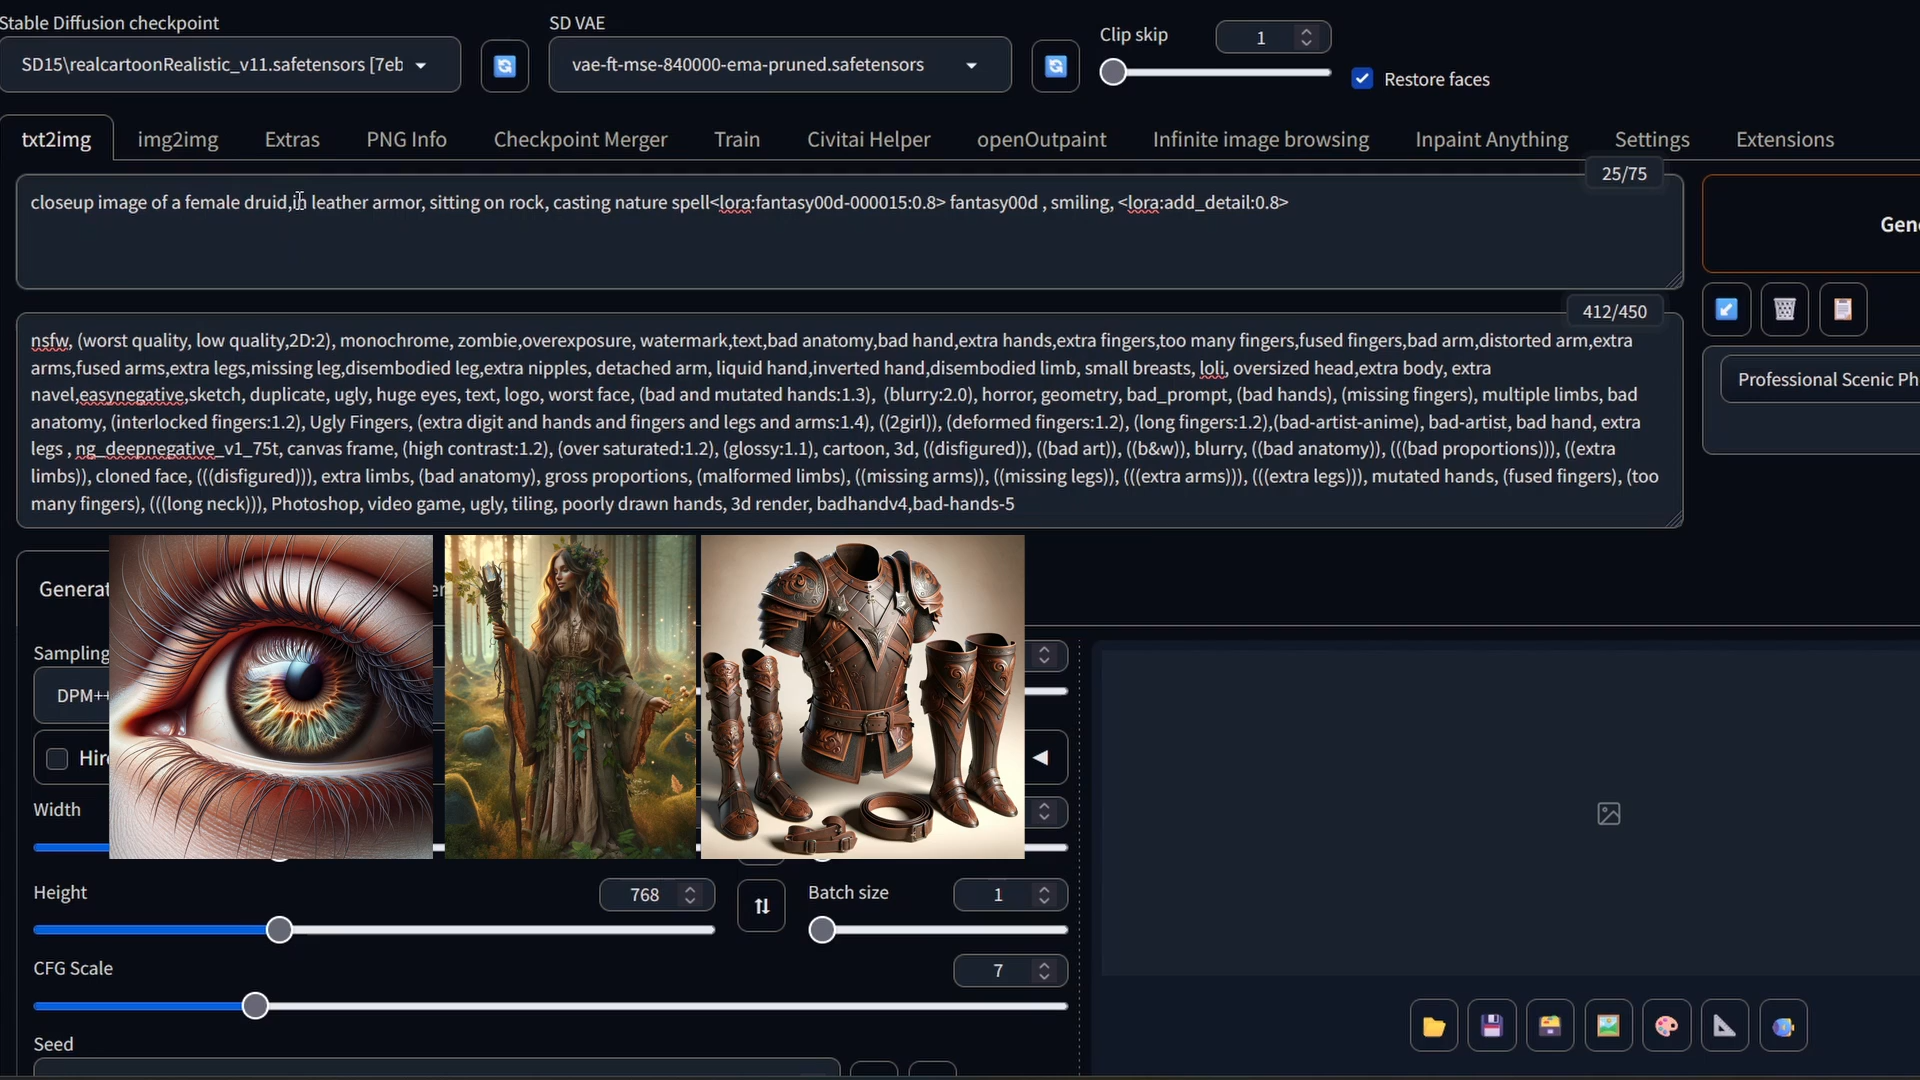 Stable Diffusion checkpoint
SD15\realcartoonRealistic_v11.safetensors [7eb
SD VAE
vae-ft-mse-840000-ema-pruned.safetensors
Clip skip
1
Restore faces
txt2img img2img Extras PNG Info Checkpoint Merger Train Civitai Helper openOutpaint Infinite image browsing Inpaint Anything Settings Extensions
25/75
closeup image of a female druid,in leather armor, sitting on rock, casting nature spell<lora:fantasy00d-000015:0.8> fantasy00d , smiling, <lora:add_detail:0.8>
Gene
412/450
nsfw, (worst quality, low quality,2D:2), monochrome, zombie,overexposure, watermark,text,bad anatomy,bad hand,extra hands,extra fingers,too many fingers,fused fingers,bad arm,distorted arm,extra
arms,fused arms,extra legs,missing leg,disembodied leg,extra nipples, detached arm, liquid hand,inverted hand,disembodied limb, small breasts, loli, oversized head,extra body, extra
navel,easynegative,sketch, duplicate, ugly, huge eyes, text, logo, worst face, (bad and mutated hands:1.3), (blurry:2.0), horror, geometry, bad_prompt, (bad hands), (missing fingers), multiple limbs, bad
anatomy, (interlocked fingers:1.2), Ugly Fingers, (extra digit and hands and fingers and legs and arms:1.4), ((2girl)), (deformed fingers:1.2), (long fingers:1.2),(bad-artist-anime), bad-artist, bad hand, extra
legs , ng_deepnegative_v1_75t, canvas frame, (high contrast:1.2), (over saturated:1.2), (glossy:1.1), cartoon, 3d, ((disfigured)), ((bad art)), ((b&w)), blurry, ((bad anatomy)), (((bad proportions))), ((extra
limbs)), cloned face, (((disfigured))), extra limbs, (bad anatomy), gross proportions, (malformed limbs), ((missing arms)), ((missing legs)), (((extra arms))), (((extra legs))), mutated hands, (fused fingers), (too
many fingers), (((long neck))), Photoshop, video game, ugly, tiling, poorly drawn hands, 3d render, badhandv4,bad-hands-5
Professional Scenic Ph
Generat
Sampling
DPM++
Hire
Width
Height
768
Batch size
1
CFG Scale
7
Seed